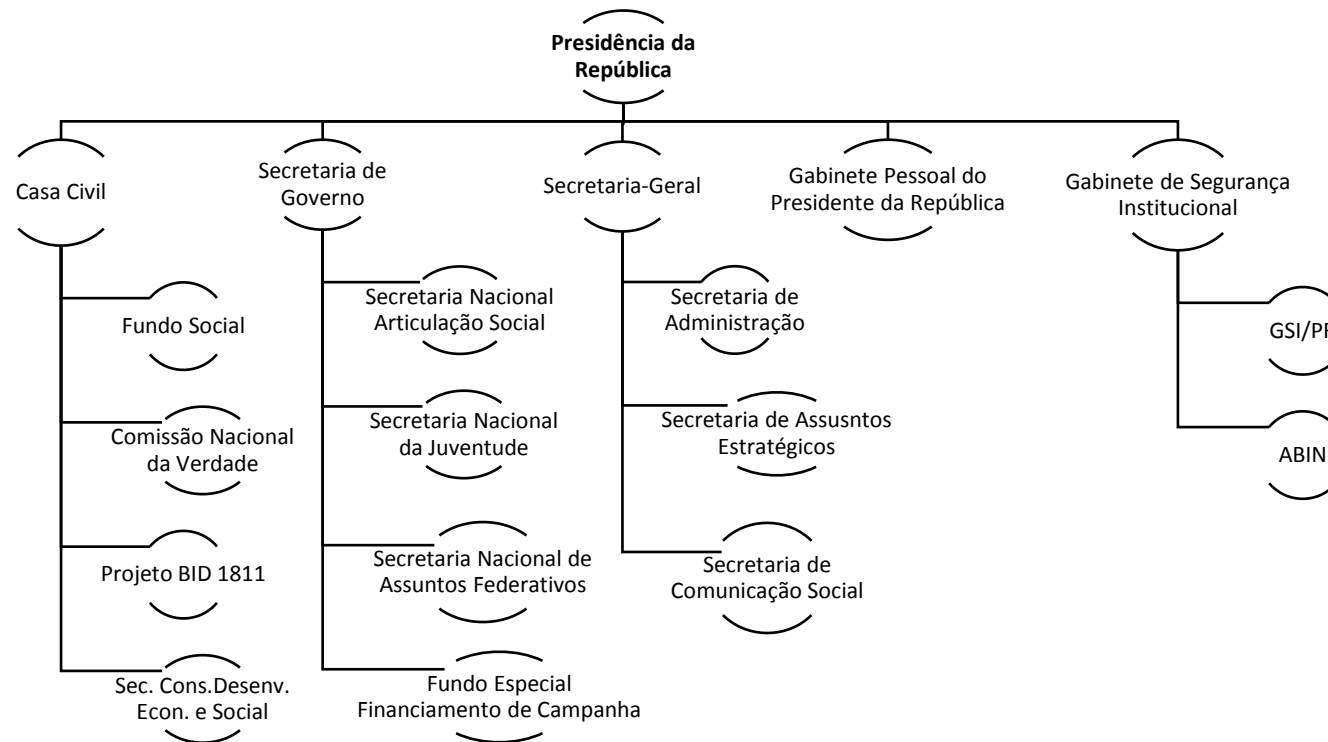 Presidência da
República
Casa Civil
Secretaria de
Governo
Secretaria-Geral
Gabinete Pessoal do
Presidente da República
Gabinete de Segurança
Institucional
Fundo Social
Comissão Nacional
da Verdade
Projeto BID 1811
Sec. Cons.Desenv.
Econ. e Social
Secretaria Nacional
Articulação Social
Secretaria Nacional
da Juventude
Secretaria Nacional de
Assuntos Federativos
Fundo Especial
Financiamento de Campanha
Secretaria de
Administração
Secretaria de Assusntos
Estratégicos
Secretaria de
Comunicação Social
GSI/PR
ABIN